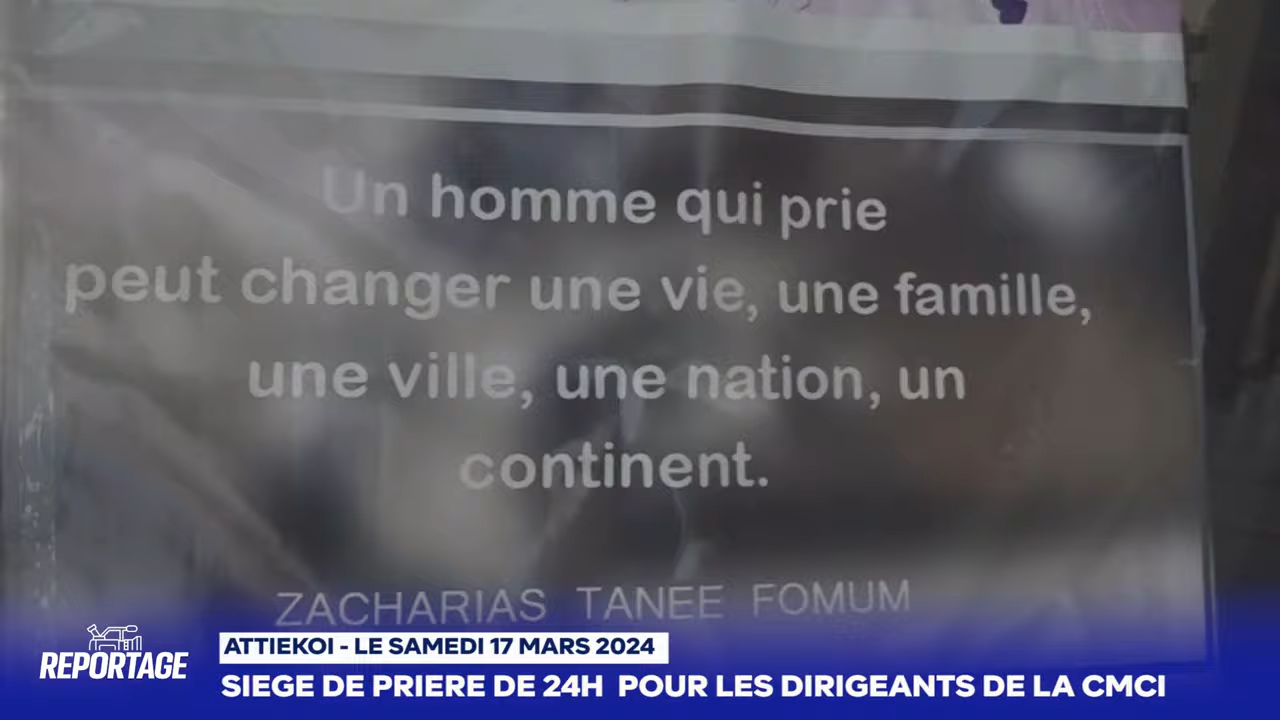 Un homme qui prie
peut changer une vie, une famille,
une ville, une nation, un
continent.
ZACHARIAS TANEE FOMUM
REPORTAGE
ATTIEKOI - LE SAMEDI 17 MARS 2024
SIEGE DE PRIERE DE 24H POUR LES DIRIGEANTS DE LA CMCI